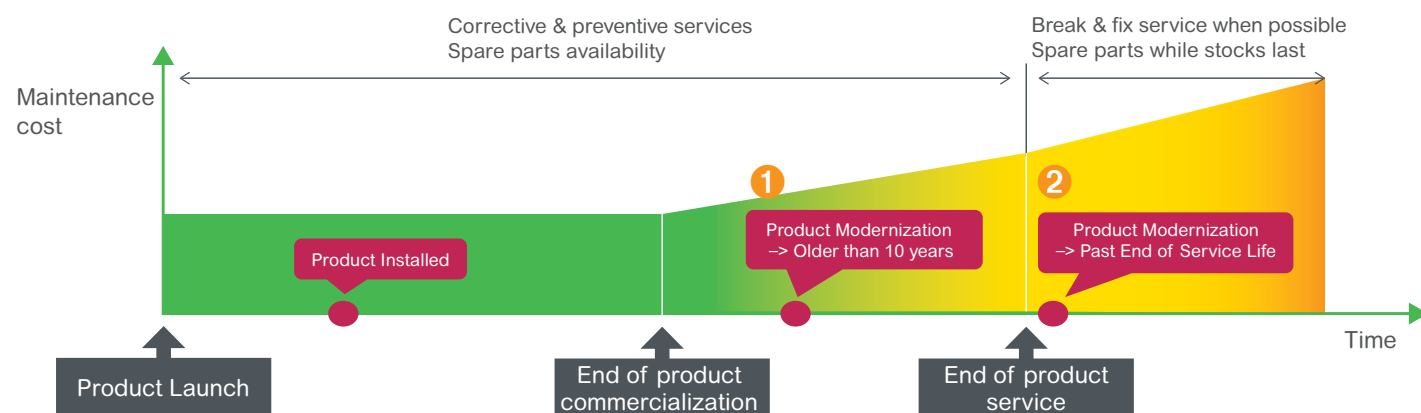 Corrective & preventive services
Spare parts availability
Break & fix service when possible
Spare parts while stocks last
Maintenance
cost
1
2
Product Installed
Product Modernization
–> Older than 10 years
Product Modernization
–> Past End of Service Life
Time
Product Launch
End of product
commercialization
End of product
service